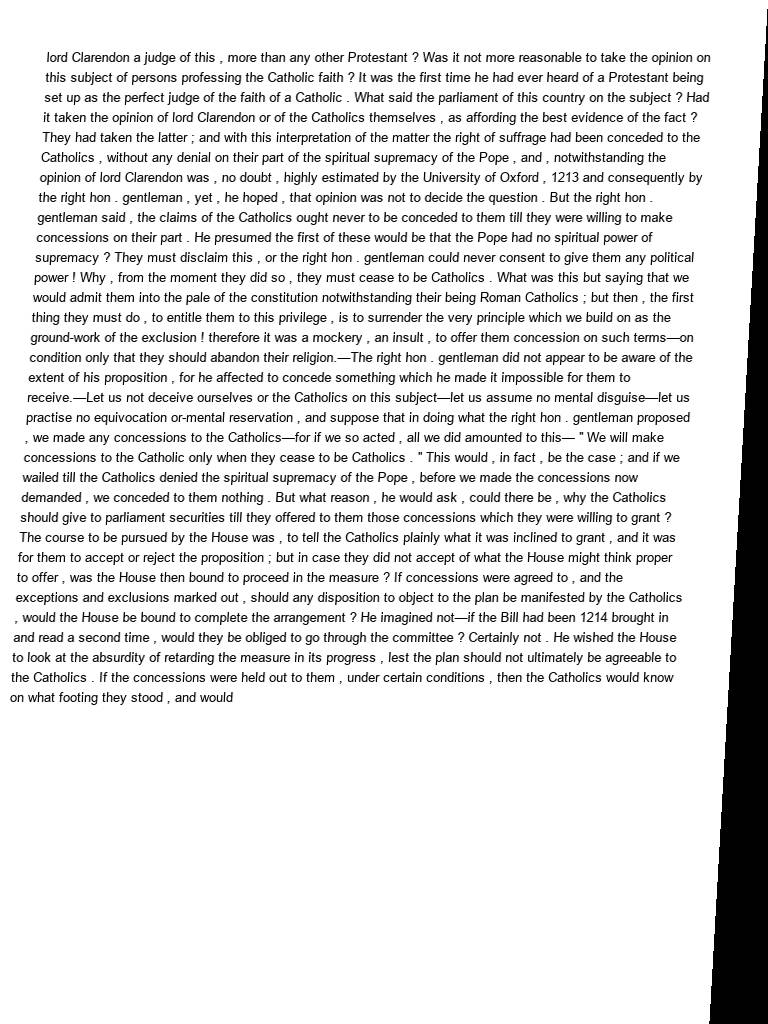 lord Clarendon a judge of this , more than any other Protestant ? Was it not more reasonable to take the opinion on
this subject of persons professing the Catholic faith ? It was the first time he had ever heard of a Protestant being
set up as the perfect judge of the faith of a Catholic . What said the parliament of this country on the subject ? Had
it taken the opinion of lord Clarendon or of the Catholics themselves , as affording the best evidence of the fact ?
They had taken the latter ; and with this interpretation of the matter the right of suffrage had been conceded to the
Catholics , without any denial on their part of the spiritual supremacy of the Pope , and , notwithstanding the
opinion of lord Clarendon was , no doubt , highly estimated by the University of Oxford , 1213 and consequently by
the right hon . gentleman , yet , he hoped , that opinion was not to decide the question . But the right hon .
gentleman said , the claims of the Catholics ought never to be conceded to them till they were willing to make
concessions on their part . He presumed the first of these would be that the Pope had no spiritual power of
supremacy ? They must disclaim this , or the right hon . gentleman could never consent to give them any political
power ! Why , from the moment they did so , they must cease to be Catholics . What was this but saying that we
would admit them into the pale of the constitution notwithstanding their being Roman Catholics ; but then , the first
thing they must do , to entitle them to this privilege , is to surrender the very principle which we build on as the
ground-work of the exclusion ! therefore it was a mockery , an insult , to offer them concession on such terms—on
condition only that they should abandon their religion.—The right hon . gentleman did not appear to be aware of the
extent of his proposition , for he affected to concede something which he made it impossible for them to
receive.—Let us not deceive ourselves or the Catholics on this subject—let us assume no mental disguise—let us
practise no equivocation or-mental reservation , and suppose that in doing what the right hon . gentleman proposed
, we made any concessions to the Catholics—for if we so acted , all we did amounted to this— " We will make
concessions to the Catholic only when they cease to be Catholics . " This would , in fact , be the case ; and if we
wailed till the Catholics denied the spiritual supremacy of the Pope , before we made the concessions now
demanded , we conceded to them nothing . But what reason , he would ask , could there be , why the Catholics
should give to parliament securities till they offered to them those concessions which they were willing to grant ?
The course to be pursued by the House was , to tell the Catholics plainly what it was inclined to grant , and it was
for them to accept or reject the proposition ; but in case they did not accept of what the House might think proper
to offer , was the House then bound to proceed in the measure ? If concessions were agreed to , and the
exceptions and exclusions marked out , should any disposition to object to the plan be manifested by the Catholics
, would the House be bound to complete the arrangement ? He imagined not—if the Bill had been 1214 brought in
and read a second time , would they be obliged to go through the committee ? Certainly not . He wished the House
to look at the absurdity of retarding the measure in its progress , lest the plan should not ultimately be agreeable to
the Catholics . If the concessions were held out to them , under certain conditions , then the Catholics would know
on what footing they stood , and would